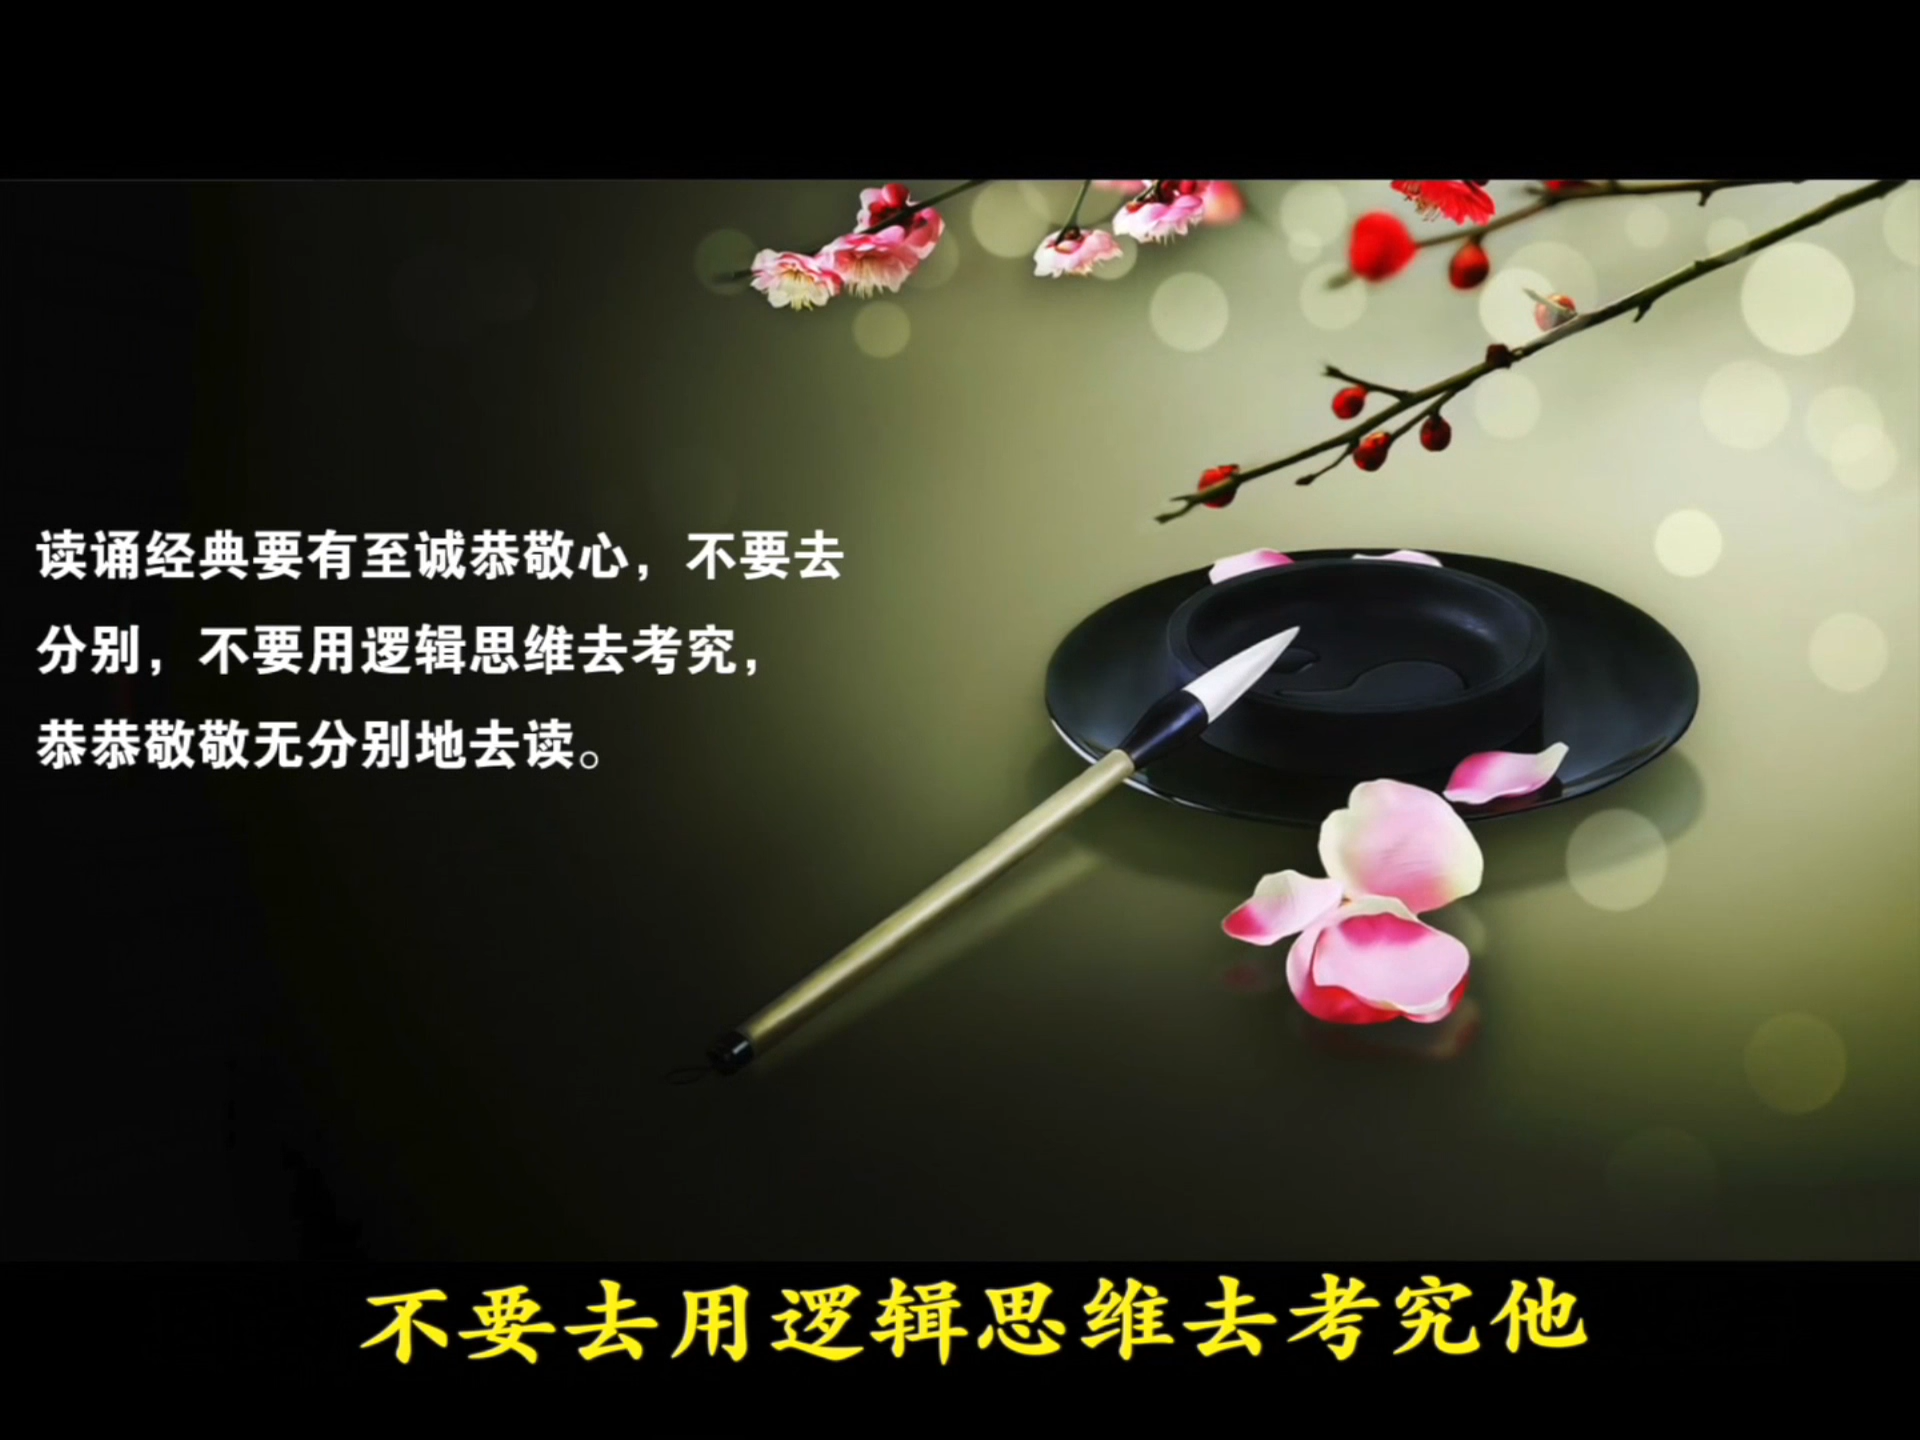 读诵经典要有至诚恭敬心，不要去
分别，不要用逻辑思维去考究，
恭恭敬敬无分别地去读。
不要去用逻辑思维去考究他